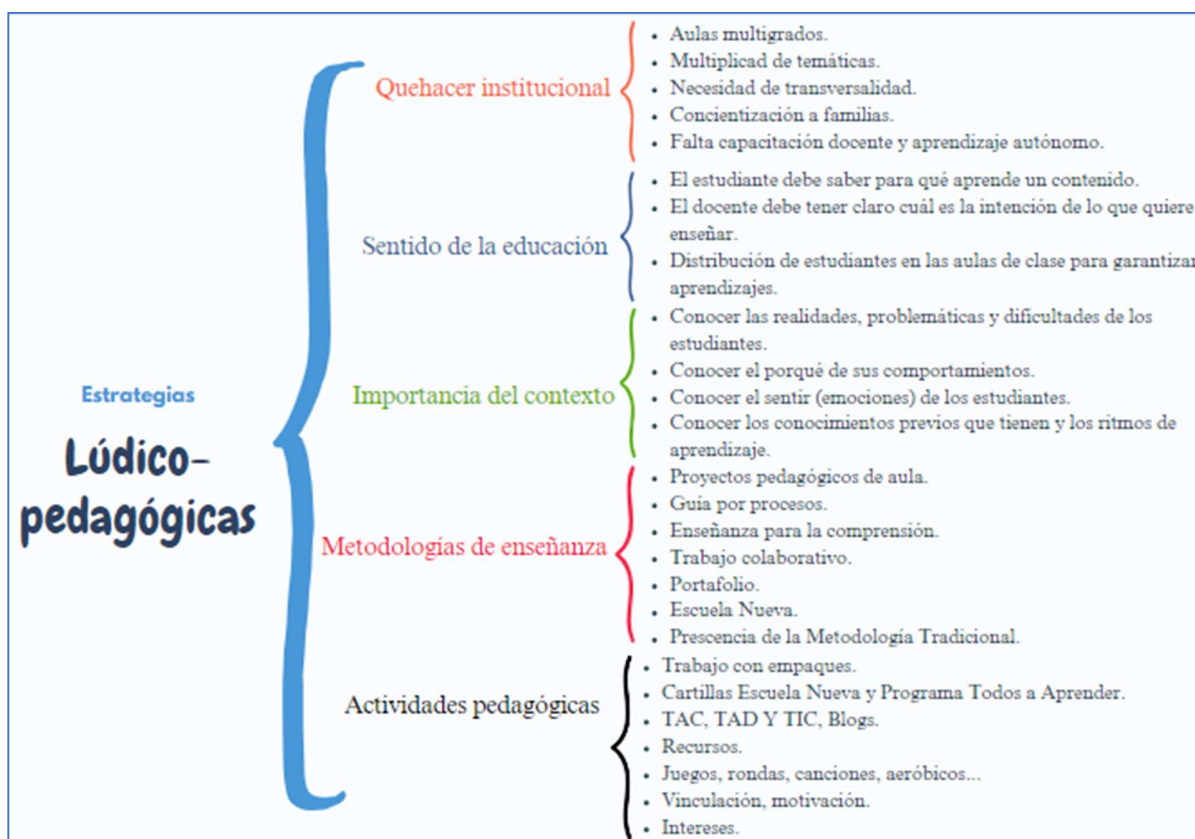 Estrategias
Lúdico-
pedagógicas
Quehacer institucional
• Aulas multigrados.
• Multiplicad de temáticas.
• Necesidad de transversalidad.
• Concientización a familias.
• Falta capacitación docente y aprendizaje autónomo.
Sentido de la educación
• El estudiante debe saber para qué aprende un contenido.
• El docente debe tener claro cuál es la intención de lo que quiere
enseñar.
• Distribución de estudiantes en las aulas de clase para garantizar
aprendizajes.
Importancia del contexto
• Conocer las realidades, problemáticas y dificultades de los
estudiantes.
• Conocer el porqué de sus comportamientos.
• Conocer el sentir (emociones) de los estudiantes.
• Conocer los conocimientos previos que tienen y los ritmos de
aprendizaje.
Metodologías de enseñanza
• Proyectos pedagógicos de aula.
• Guía por procesos.
• Enseñanza para la comprensión.
• Trabajo colaborativo.
• Portafolio.
• Escuela Nueva.
• Prescencia de la Metodología Tradicional.
Actividades pedagógicas
• Trabajo con empaques.
• Cartillas Escuela Nueva y Programa Todos a Aprender.
• TAC, TAD Y TIC, Blogs.
• Recursos.
• Juegos, rondas, canciones, aeróbicos...
• Vinculación, motivación.
• Intereses.